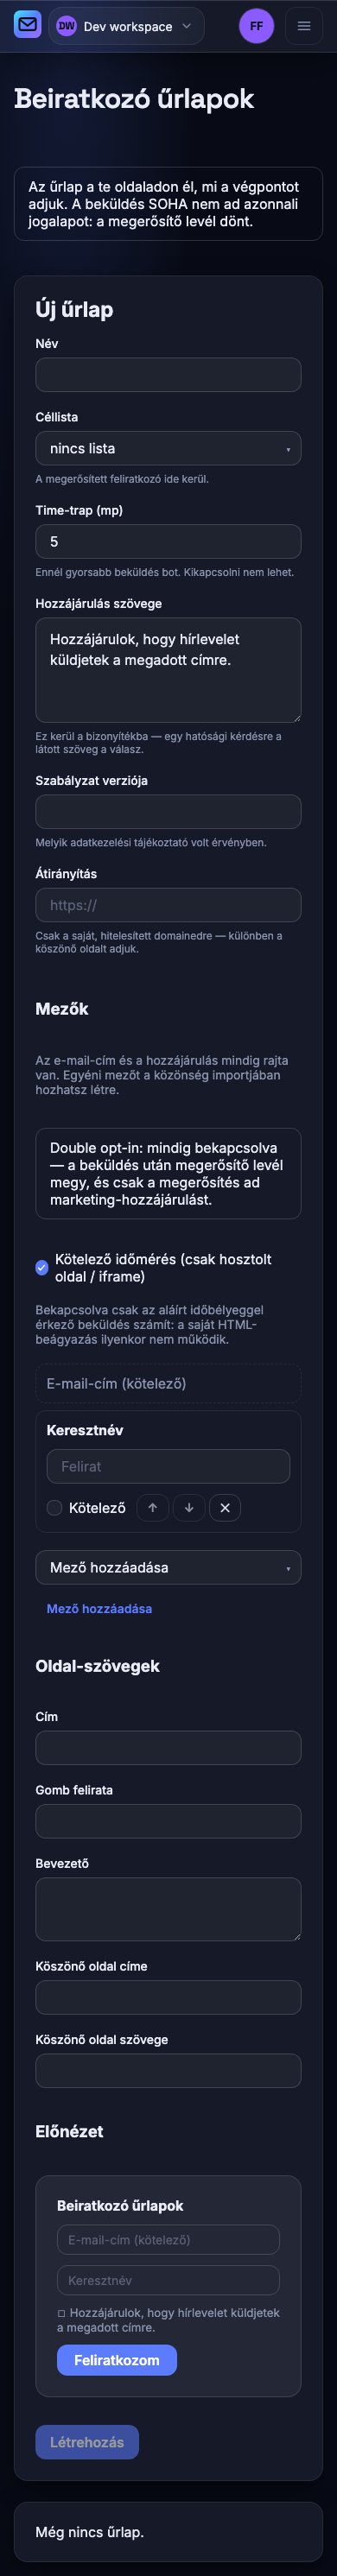 DW Dev workspace FF
Beiratkozó űrlapok
Az űrlap a te oldaladon él, mi a végpontot
adjuk. A beküldés SOHA nem ad azonnali
jogalapot: a megerősítő levél dönt.
Új űrlap
Név
Céllista
nincs lista
A megerősített feliratkozó ide kerül.
Time-trap (mp)
5
Ennél gyorsabb beküldés bot. Kikapcsolni nem lehet.
Hozzájárulás szövege
Hozzájárulok, hogy hírlevelet
küldjetek a megadott címre.
Ez kerül a bizonyítékba — egy hatósági kérdésre a
látott szöveg a válasz.
Szabályzat verziója
Melyik adatkezelési tájékoztató volt érvényben.
Átirányítás
https://
Csak a saját, hitelesített domainedre — különben a
köszönő oldalt adjuk.
Mezők
Az e-mail-cím és a hozzájárulás mindig rajta
van. Egyéni mezőt a közönség importjában
hozhatsz létre.
Double opt-in: mindig bekapcsolva
— a beküldés után megerősítő levél
megy, és csak a megerősítés ad
marketing-hozzájárulást.
Kötelező időmérés (csak hosztolt
oldal / iframe)
Bekapcsolva csak az aláírt időbélyeggel
érkező beküldés számít: a saját HTML-
beágyazás ilyenkor nem működik.
E-mail-cím (kötelező)
Keresztnév
Felirat
Kötelező
Mező hozzáadása
Mező hozzáadása
Oldal-szövegek
Cím
Gomb felirata
Bevezető
Köszönő oldal címe
Köszönő oldal szövege
Előnézet
Beiratkozó űrlapok
E-mail-cím (kötelező)
Keresztnév
Hozzájárulok, hogy hírlevelet küldjetek
a megadott címre.
Feliratkozom
Létrehozás
Még nincs űrlap.